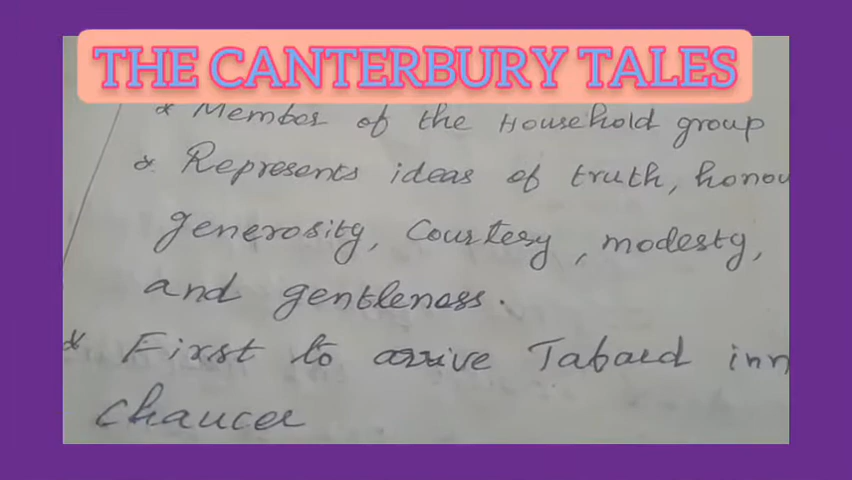 THE CANTERBURY TALES
* Member of the Household group
* Represents ideas of truth, honou
generosity, Courtesy, modesty,
and gentleness.
* First to arrive Tabard inn
Chaucer